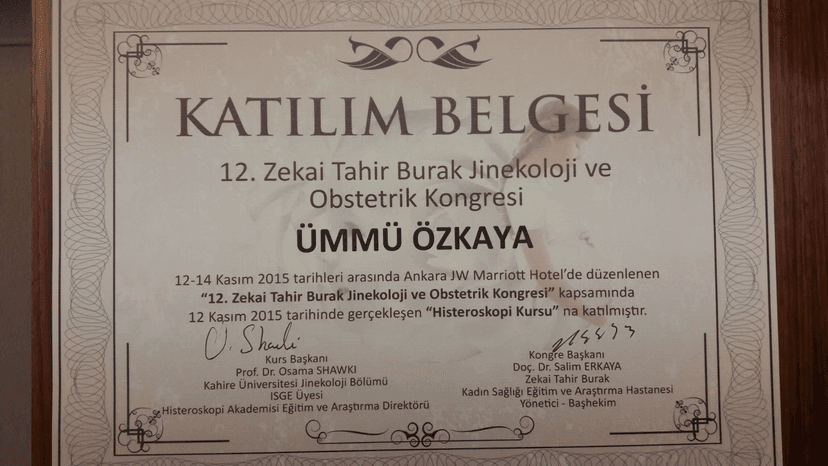 KATILIM BELGESİ
12. Zekai Tahir Burak Jinekoloji ve
Obstetrik Kongresi
ÜMMÜ ÖZKAYA
12-14 Kasım 2015 tarihleri arasında Ankara JW Marriott Hotel’de düzenlenen
“12. Zekai Tahir Burak Jinekoloji ve Obstetrik Kongresi” kapsamında
12 Kasım 2015 tarihinde gerçekleşen “Histeroskopi Kursu” na katılmıştır.
O. Shawki
Kurs Başkanı
Prof. Dr. Osama SHAWKI
Kahire Üniversitesi Jinekoloji Bölümü
ISGE Üyesi
Histeroskopi Akademisi Eğitim ve Araştırma Direktörü
Kongre Başkanı
Doç. Dr. Salim ERKAYA
Zekai Tahir Burak
Kadın Sağlığı Eğitim ve Araştırma Hastanesi
Yönetici - Başhekim